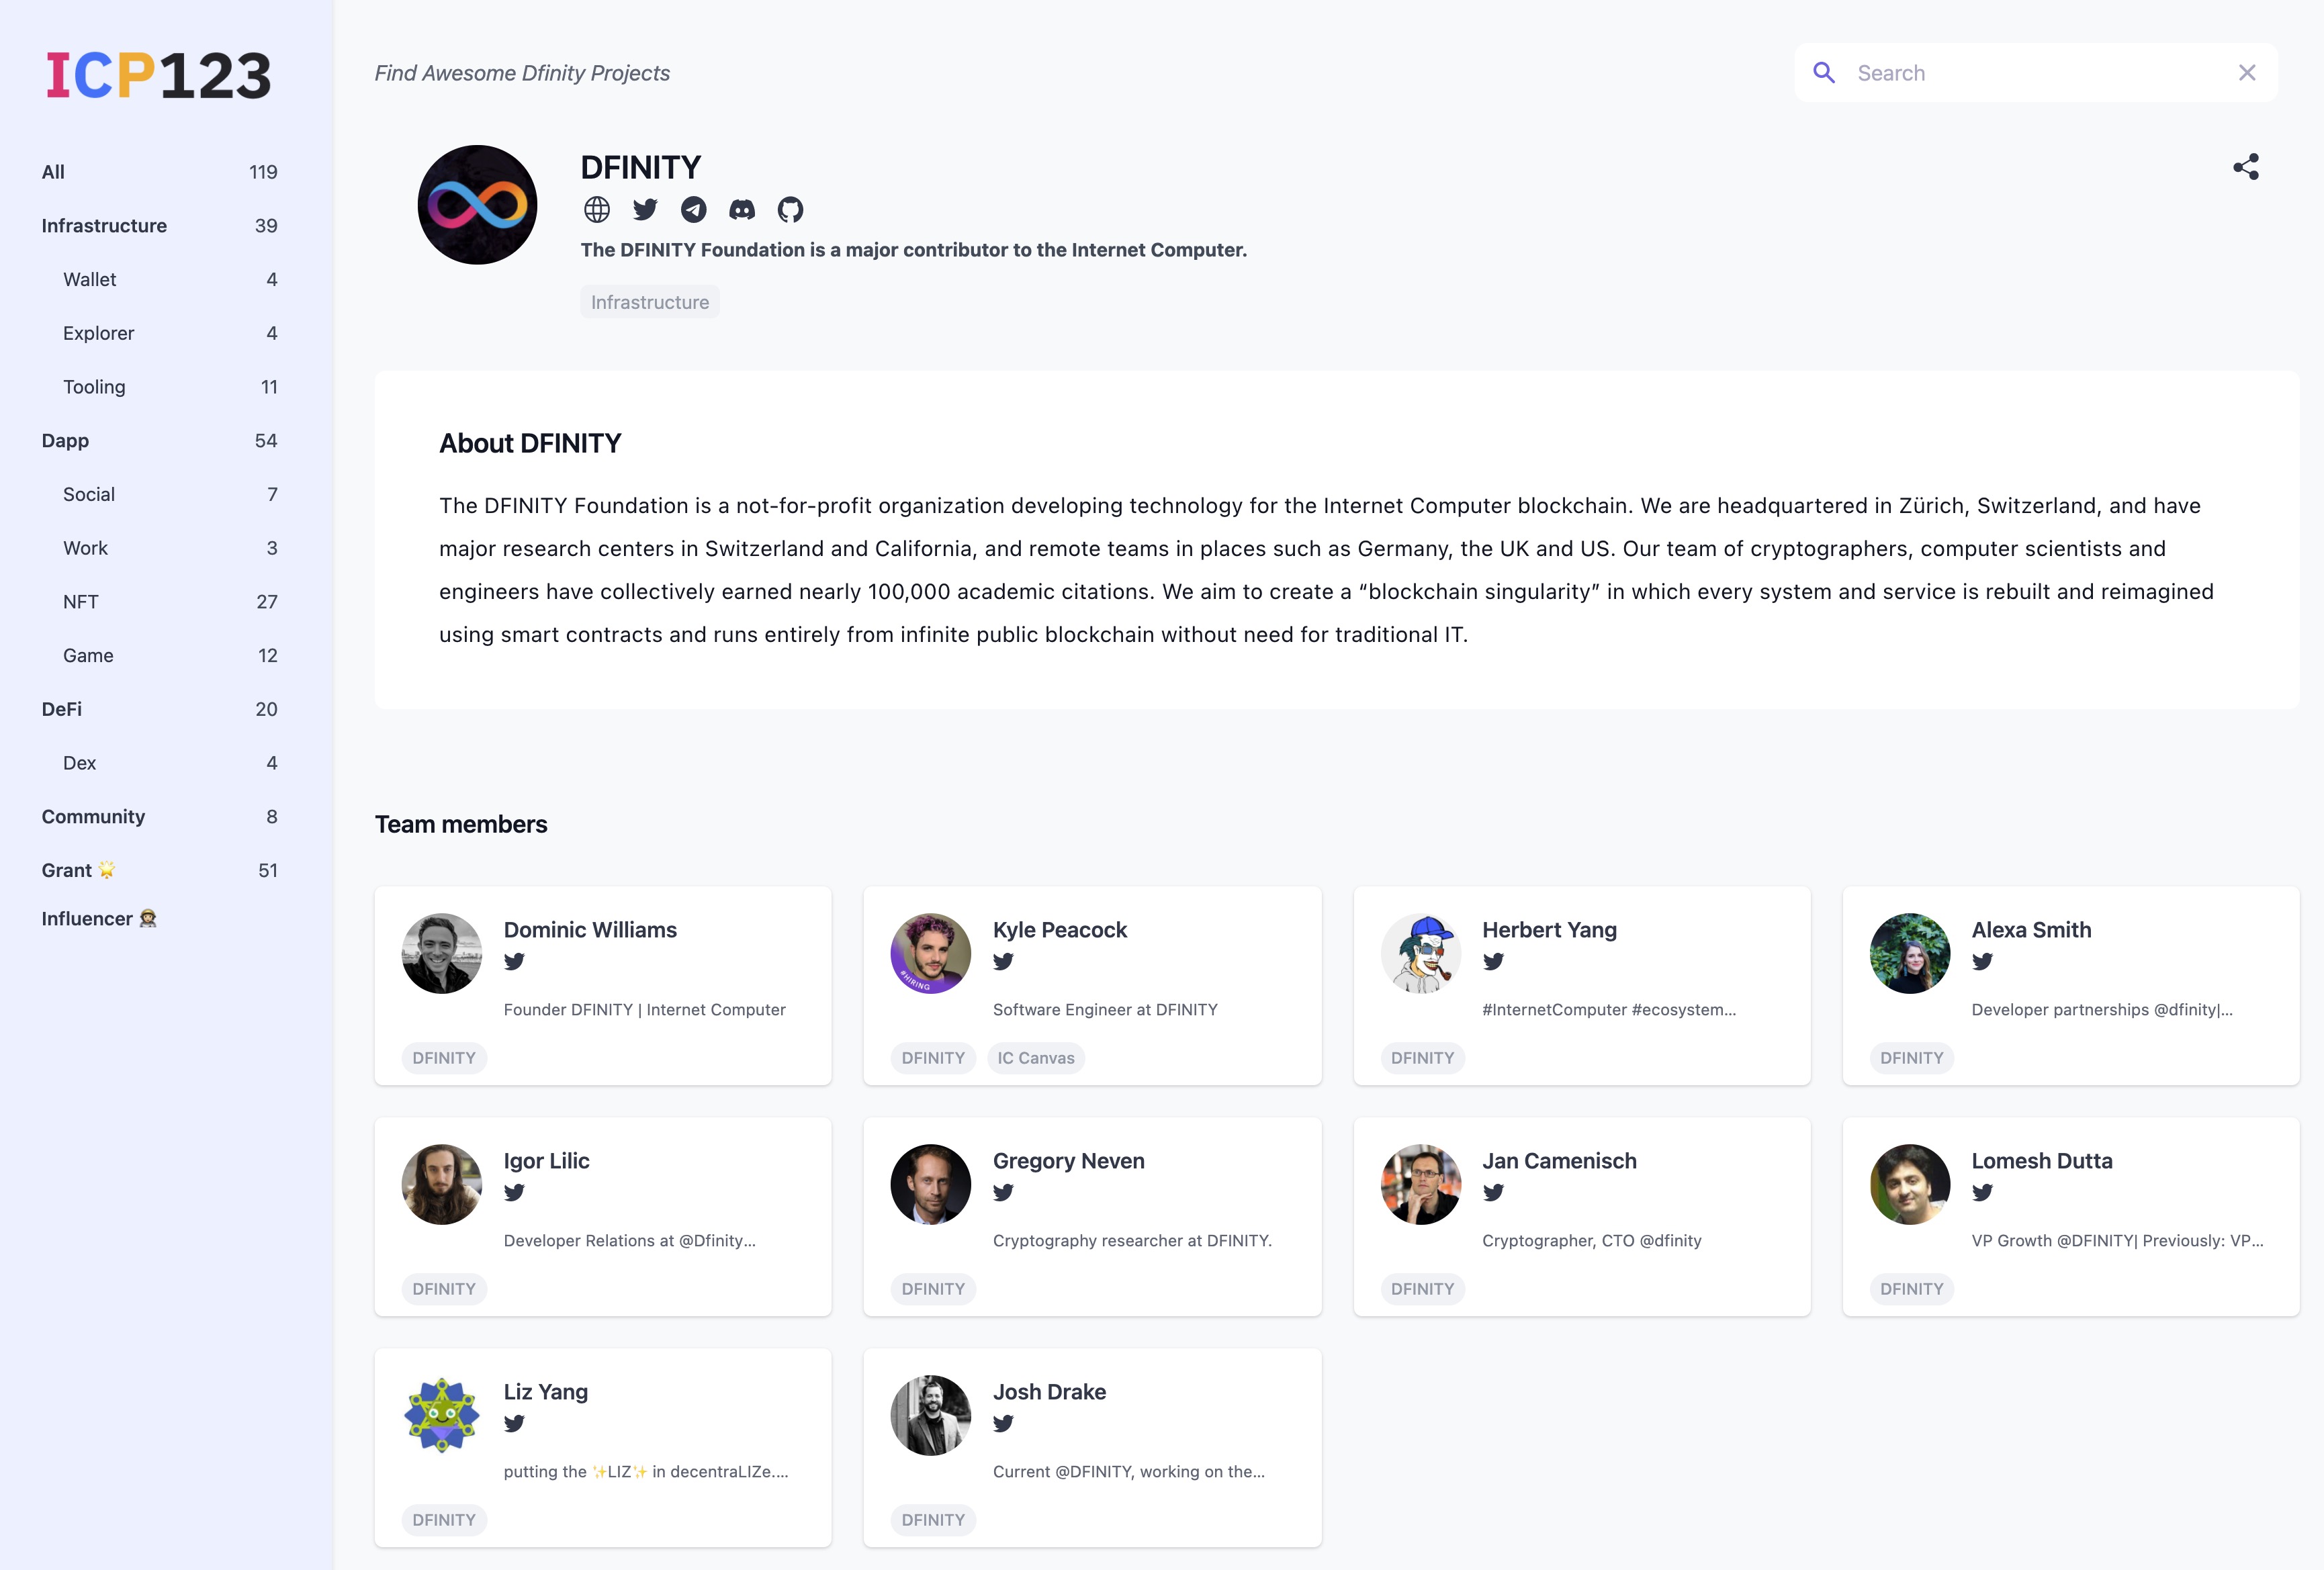 ICP123
All 119
Infrastructure 39
Wallet 4
Explorer 4
Tooling 11
Dapp 54
Social 7
Work 3
NFT 27
Game 12
DeFi 20
Dex 4
Community 8
Grant 🌟 51
Influencer 👩🏼‍🚀
Find Awesome Dfinity Projects
Search
DFINITY
The DFINITY Foundation is a major contributor to the Internet Computer.
Infrastructure
About DFINITY
The DFINITY Foundation is a not-for-profit organization developing technology for the Internet Computer blockchain. We are headquartered in Zürich, Switzerland, and have
major research centers in Switzerland and California, and remote teams in places such as Germany, the UK and US. Our team of cryptographers, computer scientists and
engineers have collectively earned nearly 100,000 academic citations. We aim to create a “blockchain singularity” in which every system and service is rebuilt and reimagined
using smart contracts and runs entirely from infinite public blockchain without need for traditional IT.
Team members
Dominic Williams
Founder DFINITY | Internet Computer
DFINITY
#HIRING
Kyle Peacock
Software Engineer at DFINITY
DFINITY IC Canvas
Herbert Yang
#InternetComputer #ecosystem...
DFINITY
Alexa Smith
Developer partnerships @dfinity|...
DFINITY
Igor Lilic
Developer Relations at @Dfinity...
DFINITY
Gregory Neven
Cryptography researcher at DFINITY.
DFINITY
Jan Camenisch
Cryptographer, CTO @dfinity
DFINITY
Lomesh Dutta
VP Growth @DFINITY| Previously: VP...
DFINITY
Liz Yang
putting the ✨LIZ✨ in decentraLIZe....
DFINITY
Josh Drake
Current @DFINITY, working on the...
DFINITY